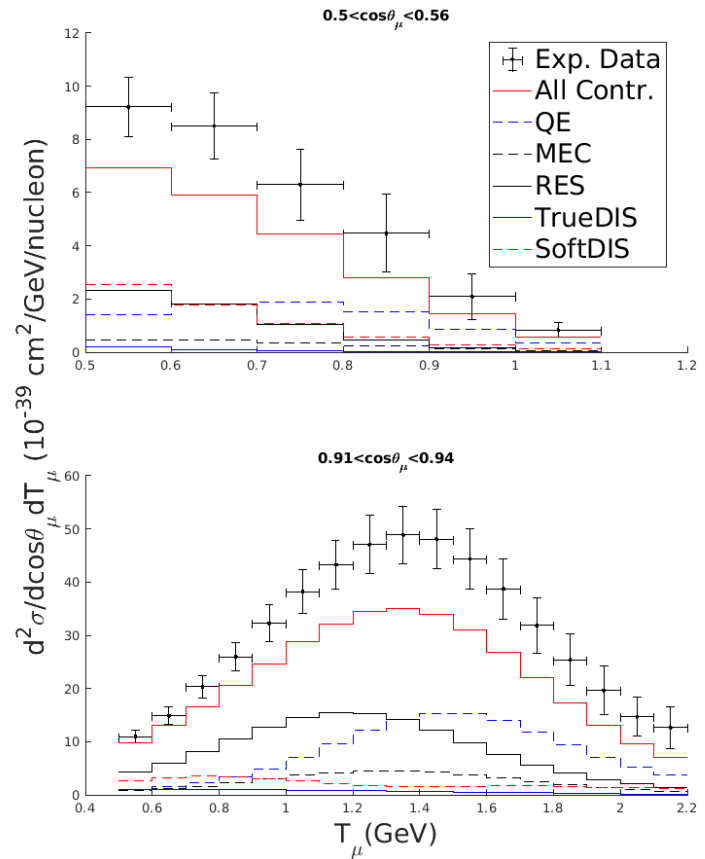 0.5<cosθμ<0.56
12
10
8
6
4
2
0
0.5 0.6 0.7 0.8 0.9 1 1.1 1.2
Exp. Data
All Contr.
QE
MEC
RES
TrueDIS
SoftDIS
d²σ/dcosθμdTμ (10⁻³⁹ cm²/GeV/nucleon)
0.91<cosθμ<0.94
60
50
40
30
20
10
0
0.4 0.6 0.8 1 1.2 1.4 1.6 1.8 2 2.2
Tμ(GeV)